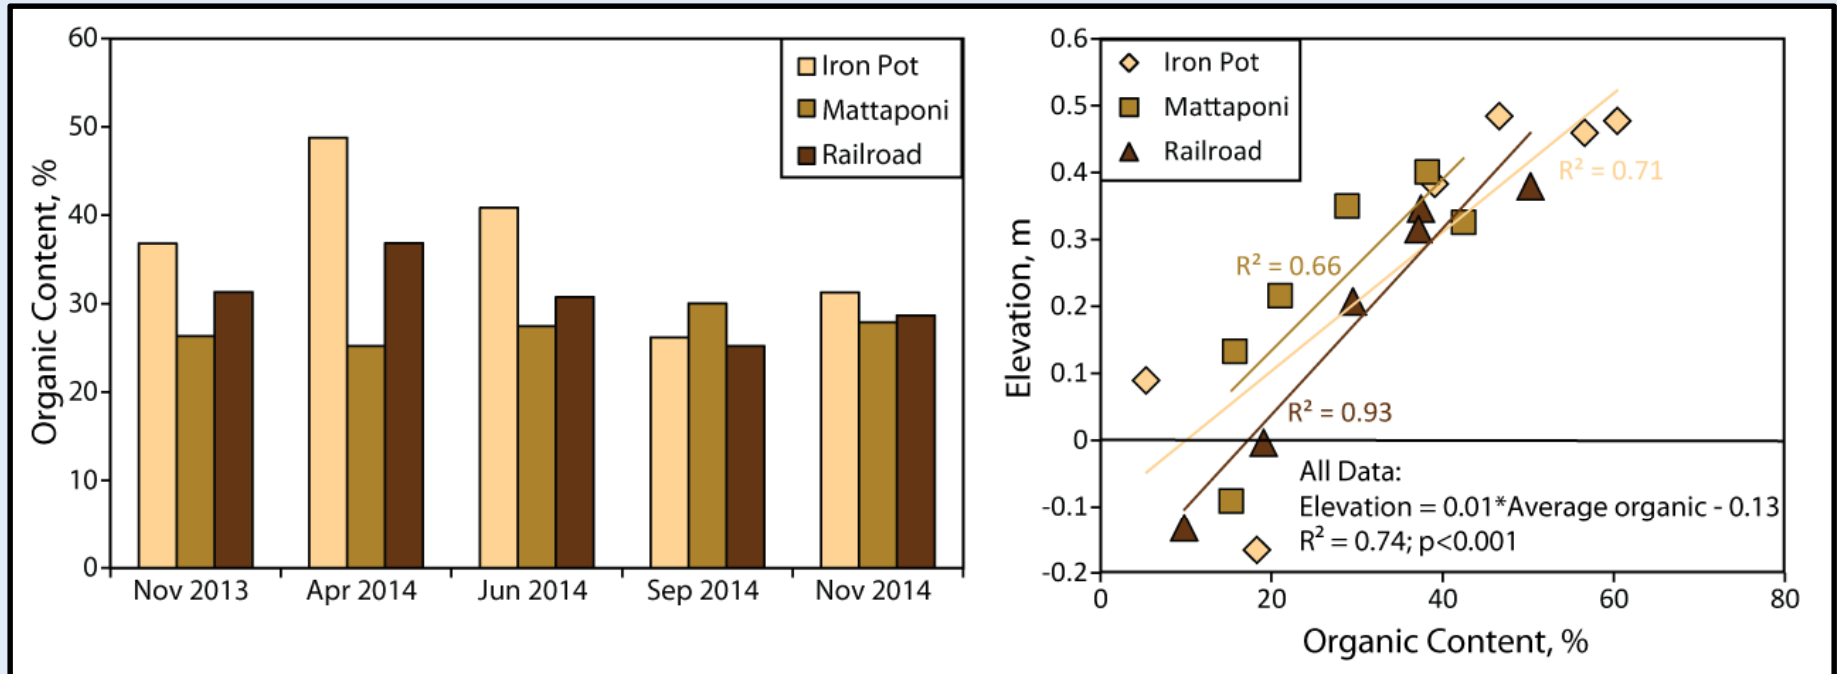 60
50
40
30
20
10
0
Organic Content, %
Iron Pot
Mattaponi
Railroad
Nov 2013
Apr 2014
Jun 2014
Sep 2014
Nov 2014
0.6
0.5
0.4
0.3
0.2
0.1
0
-0.1
-0.2
Elevation, m
Iron Pot
Mattaponi
Railroad
R² = 0.71
R² = 0.66
R² = 0.93
All Data:
Elevation = 0.01*Average organic - 0.13
R² = 0.74; p<0.001
0
20
40
60
80
Organic Content, %